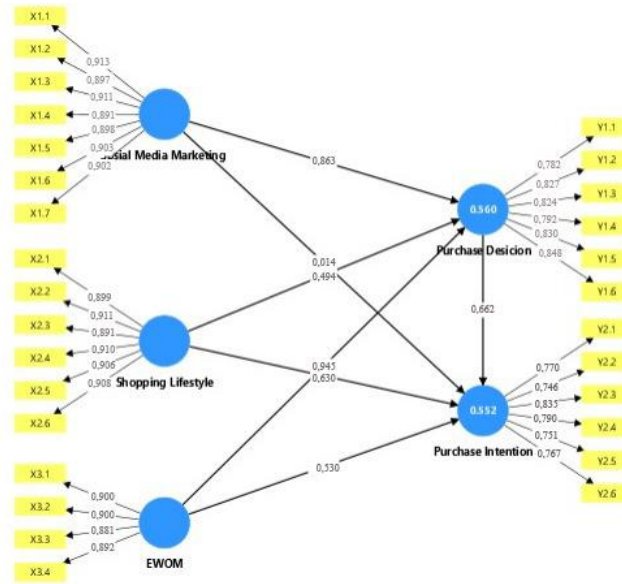 X1.1
X1.2
X1.3
X1.4
X1.5
X1.6
X1.7
0,913
0,897
0,911
0,891
0,898
0,903
0,902
Sosial Media Marketing
X2.1
X2.2
X2.3
X2.4
X2.5
X2.6
0,899
0,911
0,891
0,910
0,906
0,908
Shopping Lifestyle
X3.1
X3.2
X3.3
X3.4
0,900
0,900
0,881
0,892
EWOM
0,863
0,014
0,494
0,945
0,630
0,530
0,662
0.560
Purchase Desicion
0.552
Purchase Intention
Y1.1
Y1.2
Y1.3
Y1.4
Y1.5
Y1.6
0,782
0,827
0,824
0,792
0,830
0,848
Y2.1
Y2.2
Y2.3
Y2.4
Y2.5
Y2.6
0,770
0,746
0,835
0,790
0,751
0,767